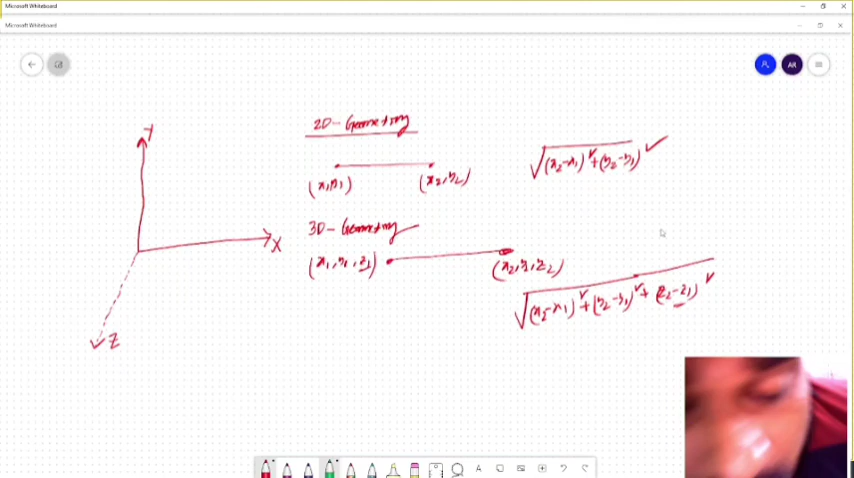 Microsoft Whiteboard
Microsoft Whiteboard
AR
Y
X
Z
2D-Geometry
(x₁,y₁) (x₂,y₂)
√(x₂-x₁)²+(y₂-y₁)²
3D-Geometry
(x₁,y₁,z₁) (x₂,y₂,z₂)
√(x₂-x₁)²+(y₂-y₁)²+(z₂-z₁)²
A